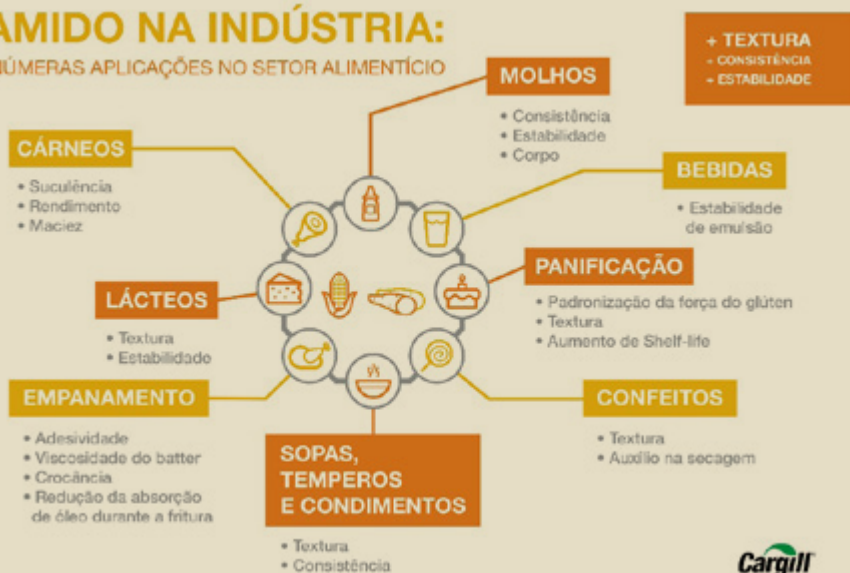 AMIDO NA INDÚSTRIA:
NÚMERAS APLICAÇÕES NO SETOR ALIMENTÍCIO
+ TEXTURA
+ CONSISTÊNCIA
+ ESTABILIDADE
MOLHOS
• Consistência
• Estabilidade
• Corpo
CÁRNEOS
• Suculência
• Rendimento
• Maciez
BEBIDAS
• Estabilidade
de emulsão
PANIFICAÇÃO
• Padronização da força do glúten
• Textura
• Aumento de Shelf-life
LÁCTEOS
• Textura
• Estabilidade
EMPANAMENTO
• Adesividade
• Viscosidade do batter
• Crocância
• Redução da absorção
de óleo durante a fritura
CONFEITOS
• Textura
• Auxílio na secagem
SOPAS,
TEMPEROS
E CONDIMENTOS
• Textura
• Consistência
Cargill